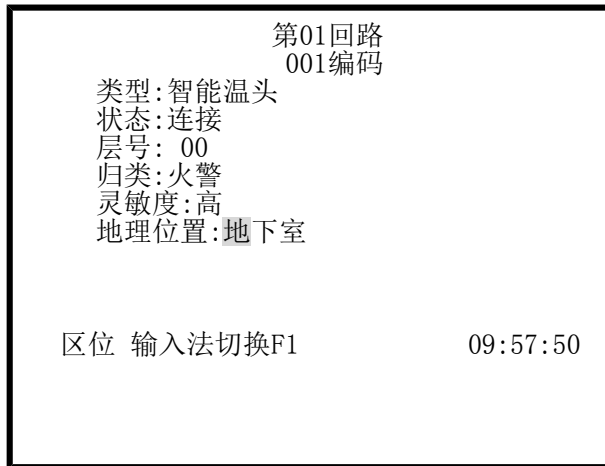 第01回路
001编码
类型:智能温头
状态:连接
层号: 00
归类:火警
灵敏度:高
地理位置:地下室
区位 输入法切换F1 09:57:50